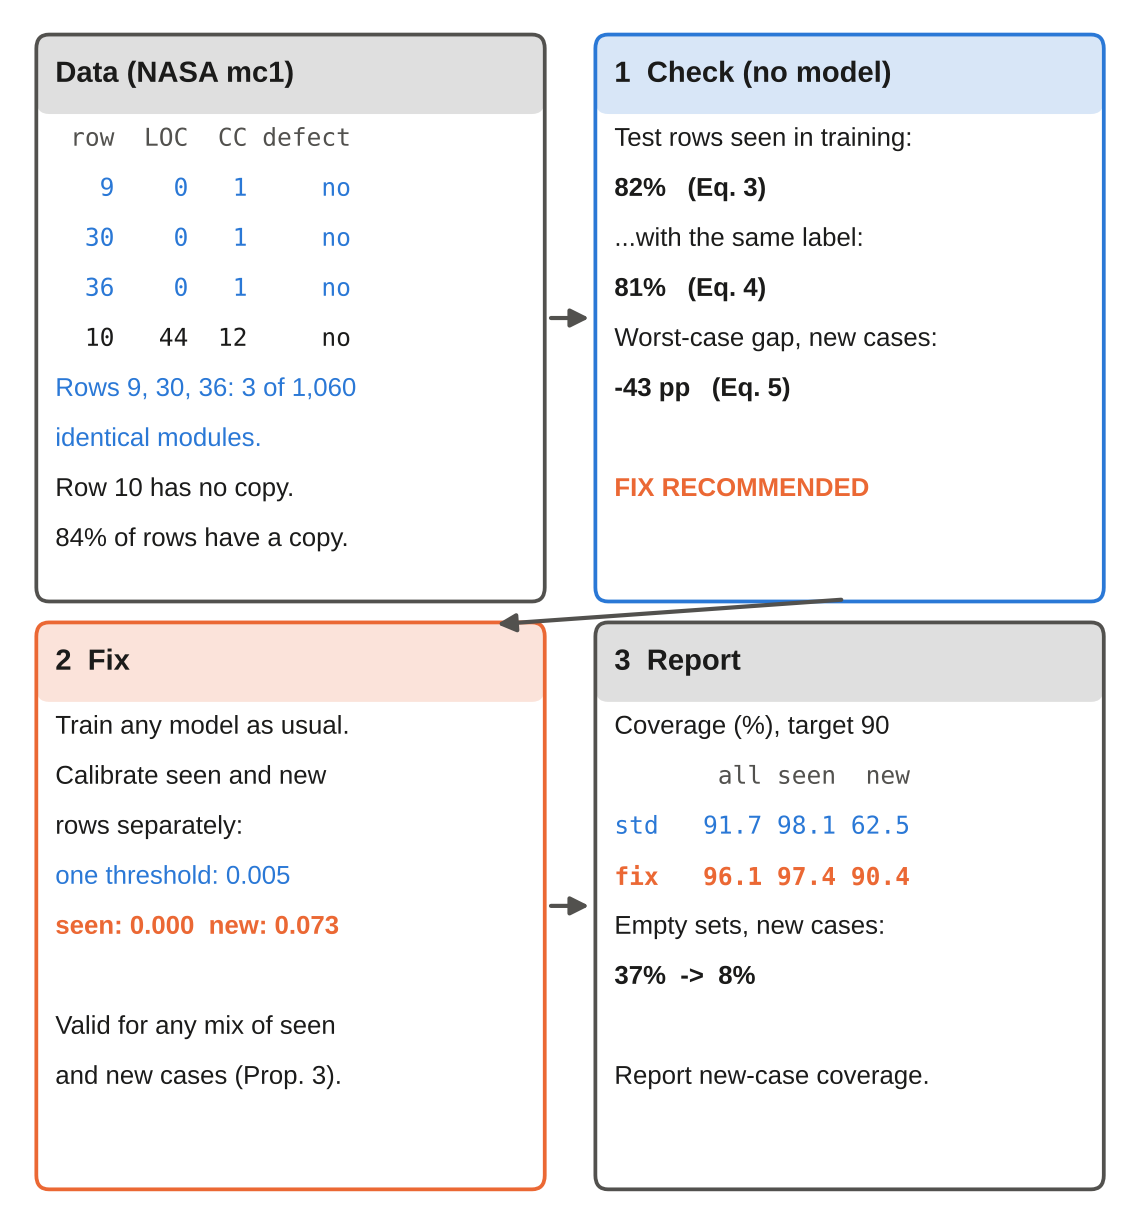 Data (NASA mc1)
row LOC CC defect
9 0 1 no
30 0 1 no
36 0 1 no
10 44 12 no
Rows 9, 30, 36: 3 of 1,060
identical modules.
Row 10 has no copy.
84% of rows have a copy.
1 Check (no model)
Test rows seen in training:
82% (Eq. 3)
...with the same label:
81% (Eq. 4)
Worst-case gap, new cases:
-43 pp (Eq. 5)
FIX RECOMMENDED
2 Fix
Train any model as usual.
Calibrate seen and new
rows separately:
one threshold: 0.005
seen: 0.000 new: 0.073
Valid for any mix of seen
and new cases (Prop. 3).
3 Report
Coverage (%), target 90
all seen new
std 91.7 98.1 62.5
fix 96.1 97.4 90.4
Empty sets, new cases:
37% -> 8%
Report new-case coverage.